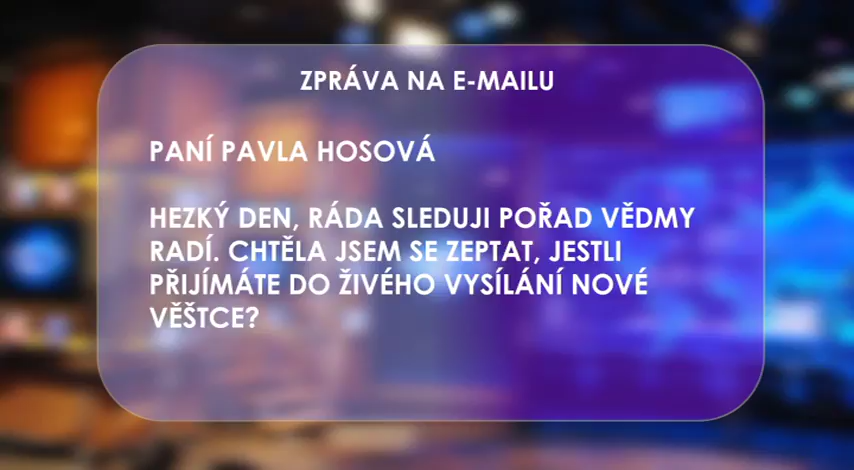 ZPRÁVA NA E-MAILU
PANÍ PAVLA HOSOVÁ
HEZKÝ DEN, RÁDA SLEDUJI POŘAD VĚDMY
RADÍ. CHTĚLA JSEM SE ZEPTAT, JESTLI
PŘIJÍMÁTE DO ŽIVÉHO VYSÍLÁNÍ NOVÉ
VĚŠTCE?